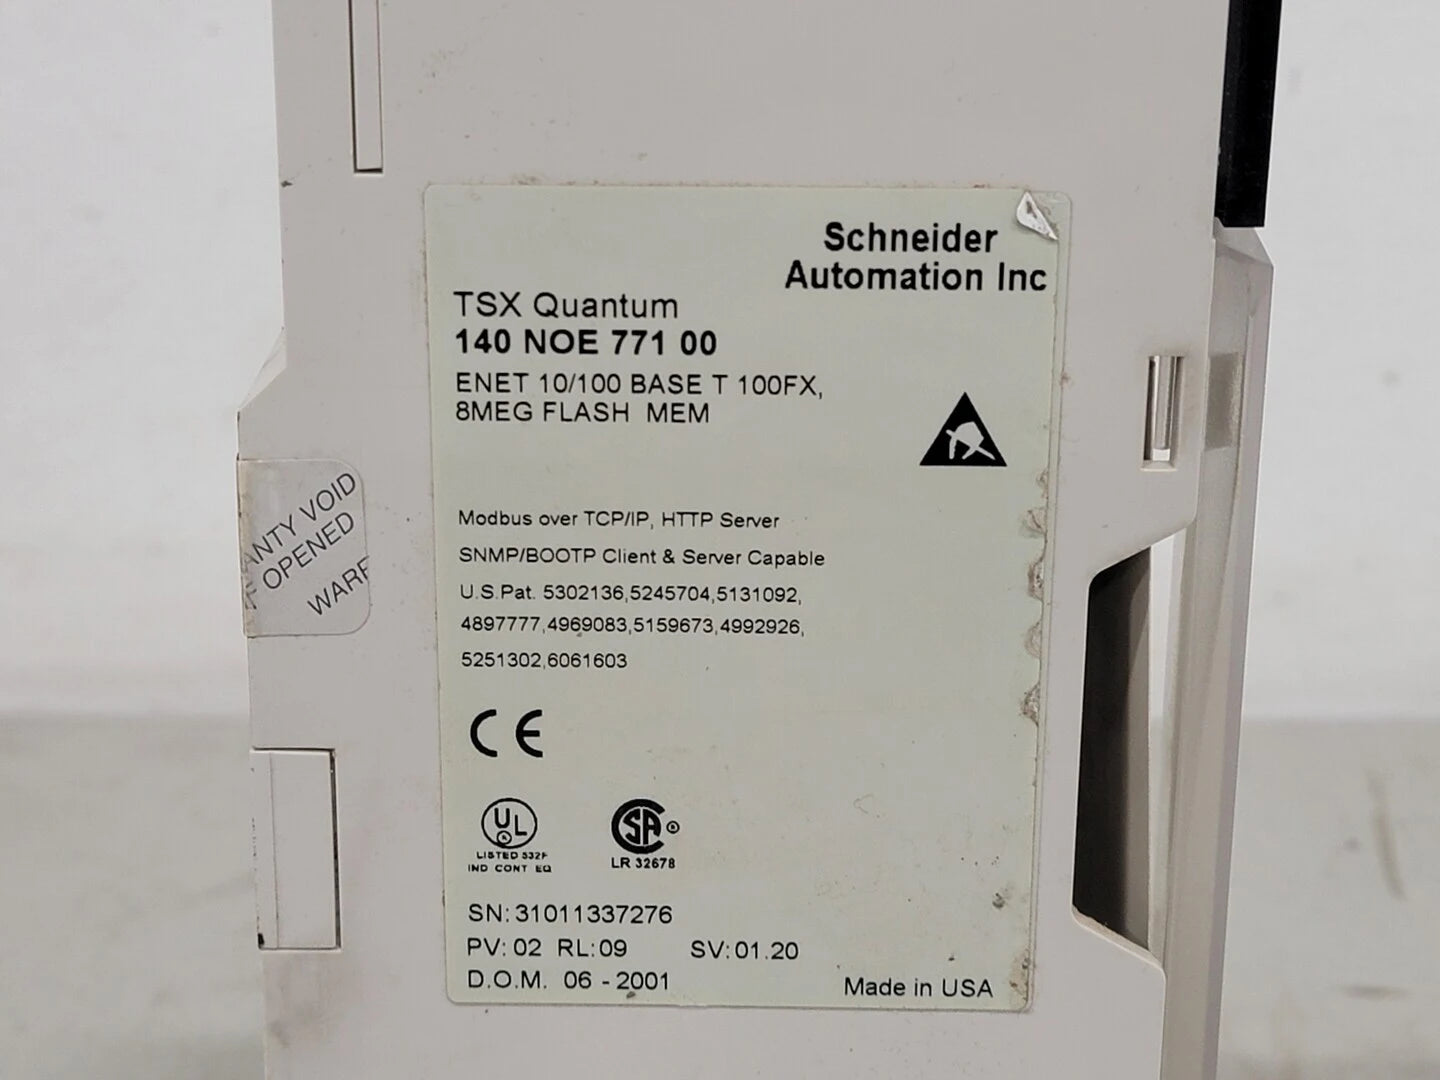 Schneider
Automation Inc
TSX Quantum
140 NOE 771 00
ENET 10/100 BASE T 100FX,
8MEG FLASH MEM
Modbus over TCP/IP, HTTP Server
SNMP/BOOTP Client & Server Capable
U.S.Pat. 5302136,5245704,5131092,
4897777,4969083,5159673,4992926,
5251302,6061603
CE
UL
LISTED 532F
IND CONT EQ
SA
LR 32678
SN: 31011337276
PV: 02 RL: 09 SV: 01.20
D.O.M. 06 - 2001
Made in USA
ANTY VOID
OPENED
WARR